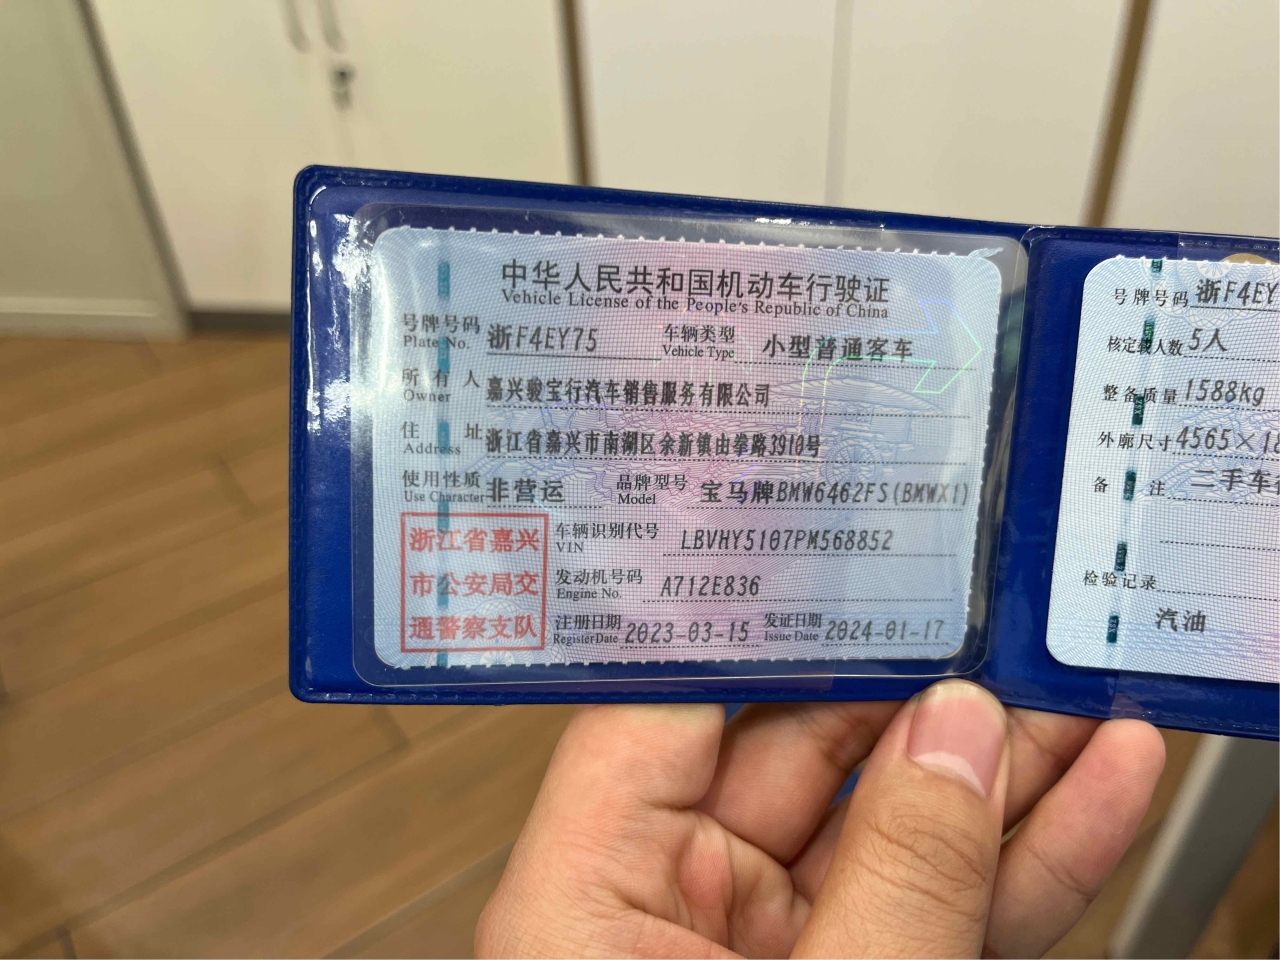 中华人民共和国机动车行驶证
Vehicle License of the People's Republic of China
号牌号码 浙F4EY75 车辆类型 小型普通客车
Plate No. Vehicle Type
所有人 嘉兴骏宝行汽车销售服务有限公司
Owner
住址 浙江省嘉兴市南湖区余新镇由拳路3910号
Address
使用性质 非营运 品牌型号 宝马牌BMW6462FS(BMWX1)
Use Character Model
浙江省嘉兴
市公安局交
通警察支队
车辆识别代号 LBVHY5107PM568852
VIN
发动机号码 A712E836
Engine No.
注册日期 2023-03-15 发证日期 2024-01-17
Register Date Issue Date
号牌号码 浙F4EY
核定载人数 5人
整备质量 1588kg
外廓尺寸 4565×18
备注 二手车
检验记录
汽油